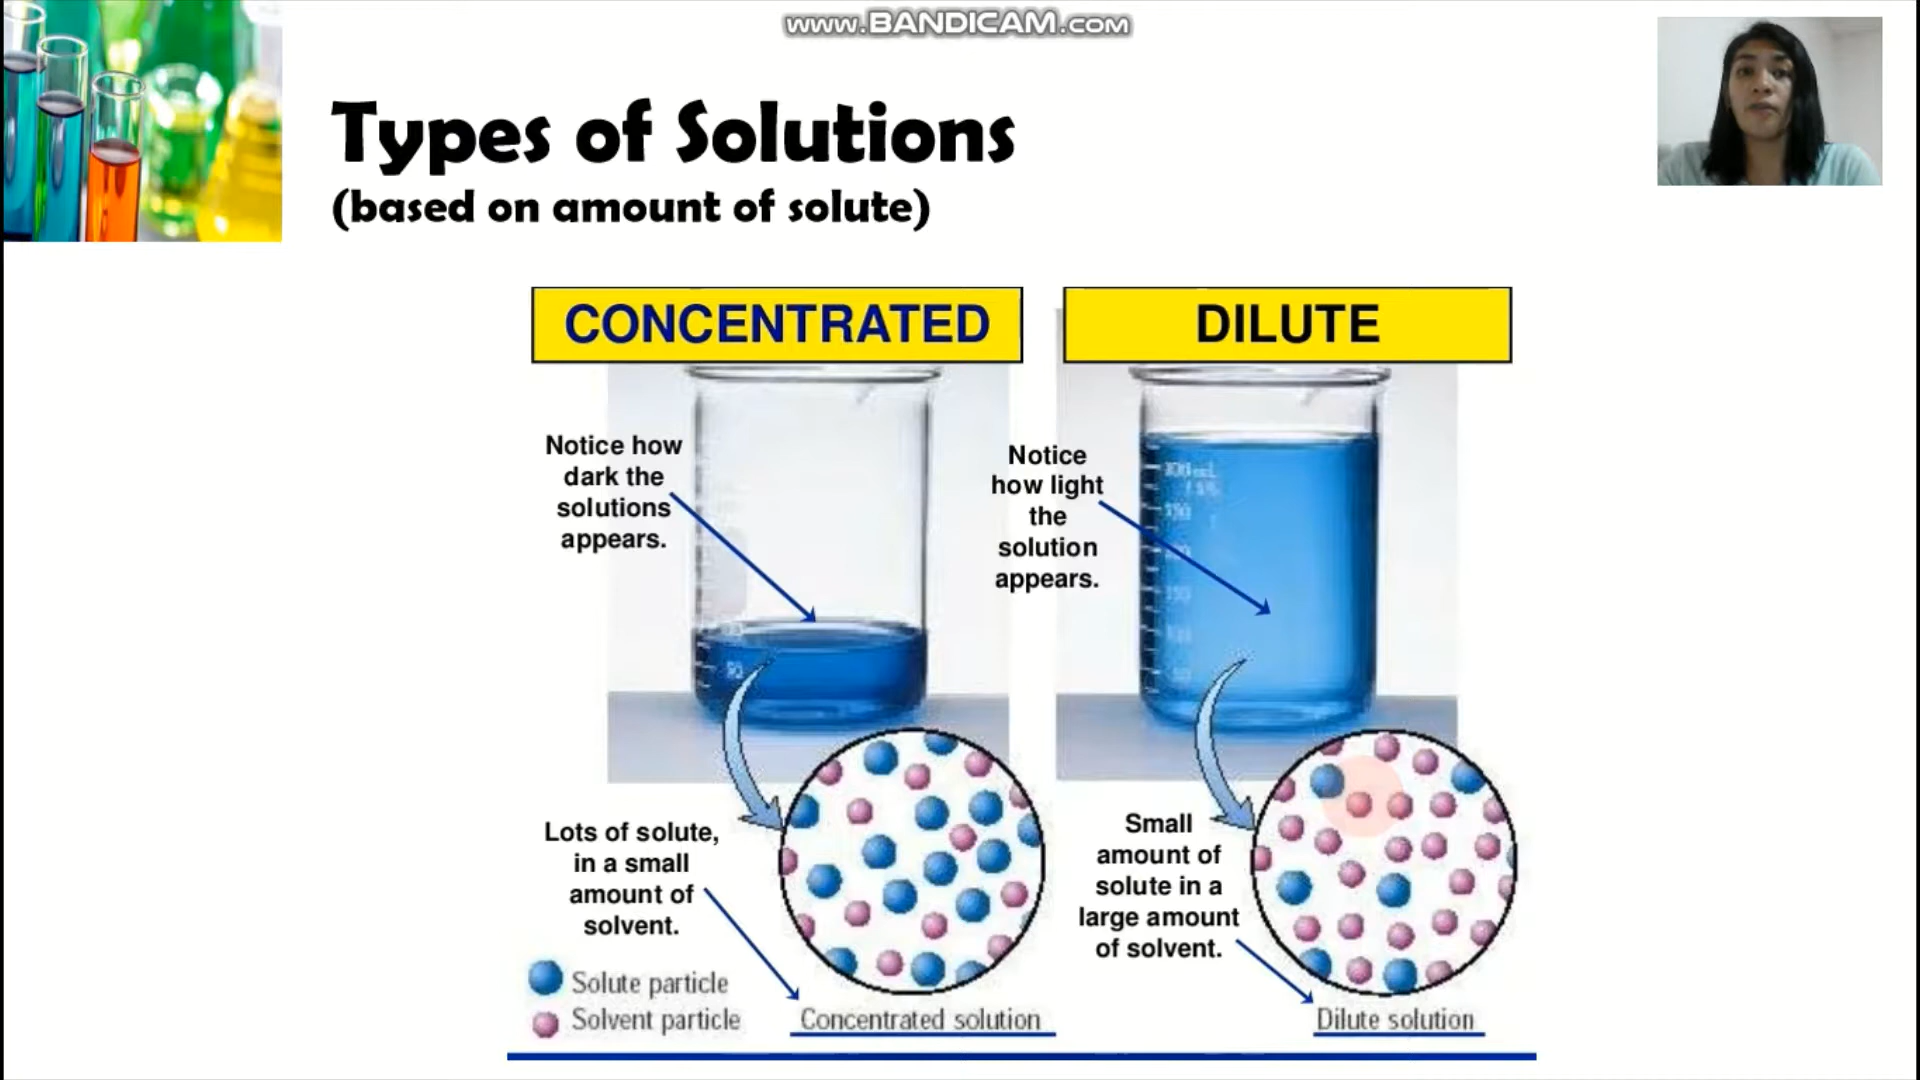 www.BANDICAM.com
Types of Solutions
(based on amount of solute)
CONCENTRATED
DILUTE
Notice how
dark the
solutions
appears.
Notice
how light
the
solution
appears.
Lots of solute,
in a small
amount of
solvent.
Small
amount of
solute in a
large amount
of solvent.
Solute particle
Solvent particle
Concentrated solution
Dilute solution